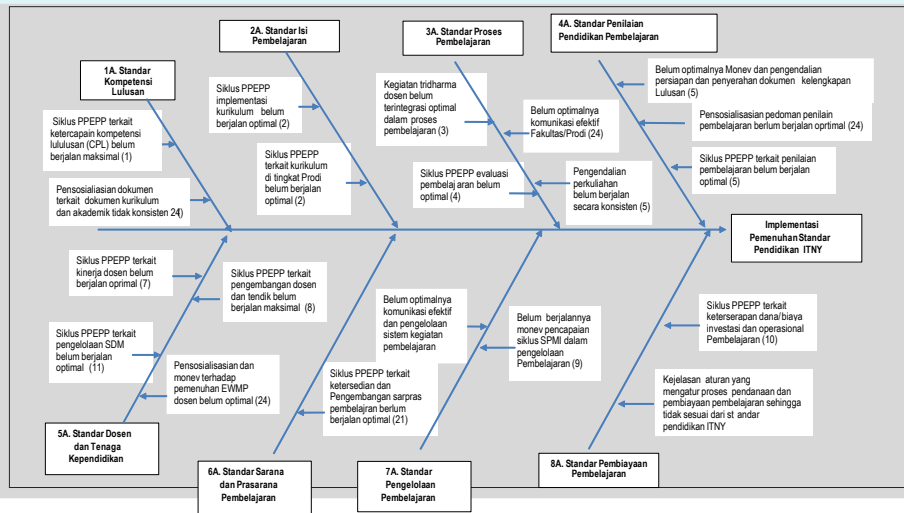 1A. Standar
Kompetensi
Lulusan
Siklus PPEPP terkait
ketercapain kompetensi
lululusan (CPL) belum
berjalan maksimal (1)
Pensosialiasian dokumen
terkait dokumen kurikulum
dan akademik tidak konsisten 24)
2A. Standar Isi
Pembelajaran
Siklus PPEPP
implementasi
kurikulum belum
berjalan optimal (2)
Siklus PPEPP
terkait kurikulum
di tingkat Prodi
belum berjalan
optimal (2)
3A. Standar Proses
Pembelajaran
Kegiatan tridharma
dosen belum
terintegrasi optimal
dalam proses
pembelajaran (3)
Belum optimalnya
komunikasi efektif
Fakultas/Prodi (24)
Siklus PPEPP evaluasi
pembelajaran belum
optimal (4)
Pengendalian
perkuliahan
belum berjalan
secara konsisten (5)
4A. Standar Penilaian
Pendidikan Pembelajaran
Belum optimalnya Monev dan pengendalian
persiapan dan penyerahan dokumen kelengkapan
Lulusan (5)
Pensosialisasian pedoman penilain
pembelajaran berlum berjalan oprtimal (24)
Siklus PPEPP terkait penilaian
pembelajaran belum berjalan
optimal (5)
Implementasi
Pemenuhan Standar
Pendidikan ITNY
Siklus PPEPP terkait
kinerja dosen belum
berjalan oprimal (7)
Siklus PPEPP terkait
pengembangan dosen
dan tendik belum
berjalan maksimal (8)
Siklus PPEPP terkait
pengelolaan SDM
belum berjalan
optimal (11)
Pensosialisasian dan
monev terhadap
pemenuhan EWMP
dosen belum optimal (24)
5A. Standar Dosen
dan Tenaga
Kependidikan
Siklus PPEPP terkait
ketersedian dan
Pengembangan sarpras
pembelajran berlum
berjalan optimal (21)
6A. Standar Sarana
dan Prasarana
Pembelajaran
Belum optimalnya
komunikasi efektif
dan pengelolaan
sistem kegiatan
pembelajaran
Belum berjalannya
monev pencapaian
siklus SPMI dalam
pengelolaan
Pembelajaran (9)
7A. Standar
Pengelolaan
Pembelajaran
Siklus PPEPP terkait
keterserapan dana/biaya
investasi dan operasional
Pembelajaran (10)
Kejelasan aturan yang
mengatur proses pendanaan dan
pembiayaan pembelajaran sehingga
tidak sesuai dari st andar
pendidikan ITNY
8A. Standar Pembiayaan
Pembelajaran